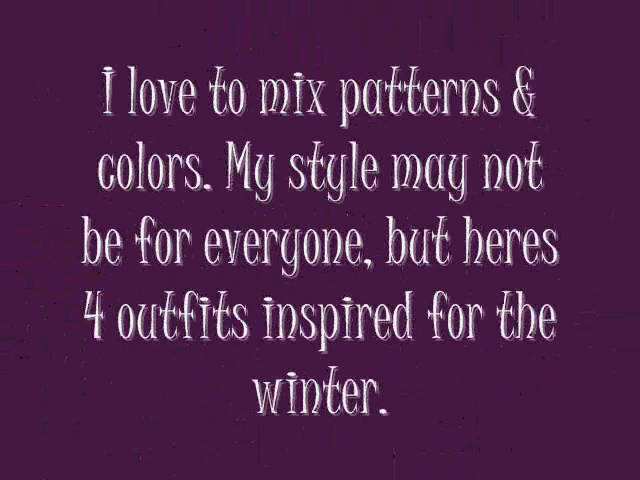 I love to mix patterns &
colors. My style may not
be for everyone, but heres
4 outfits inspired for the
winter.